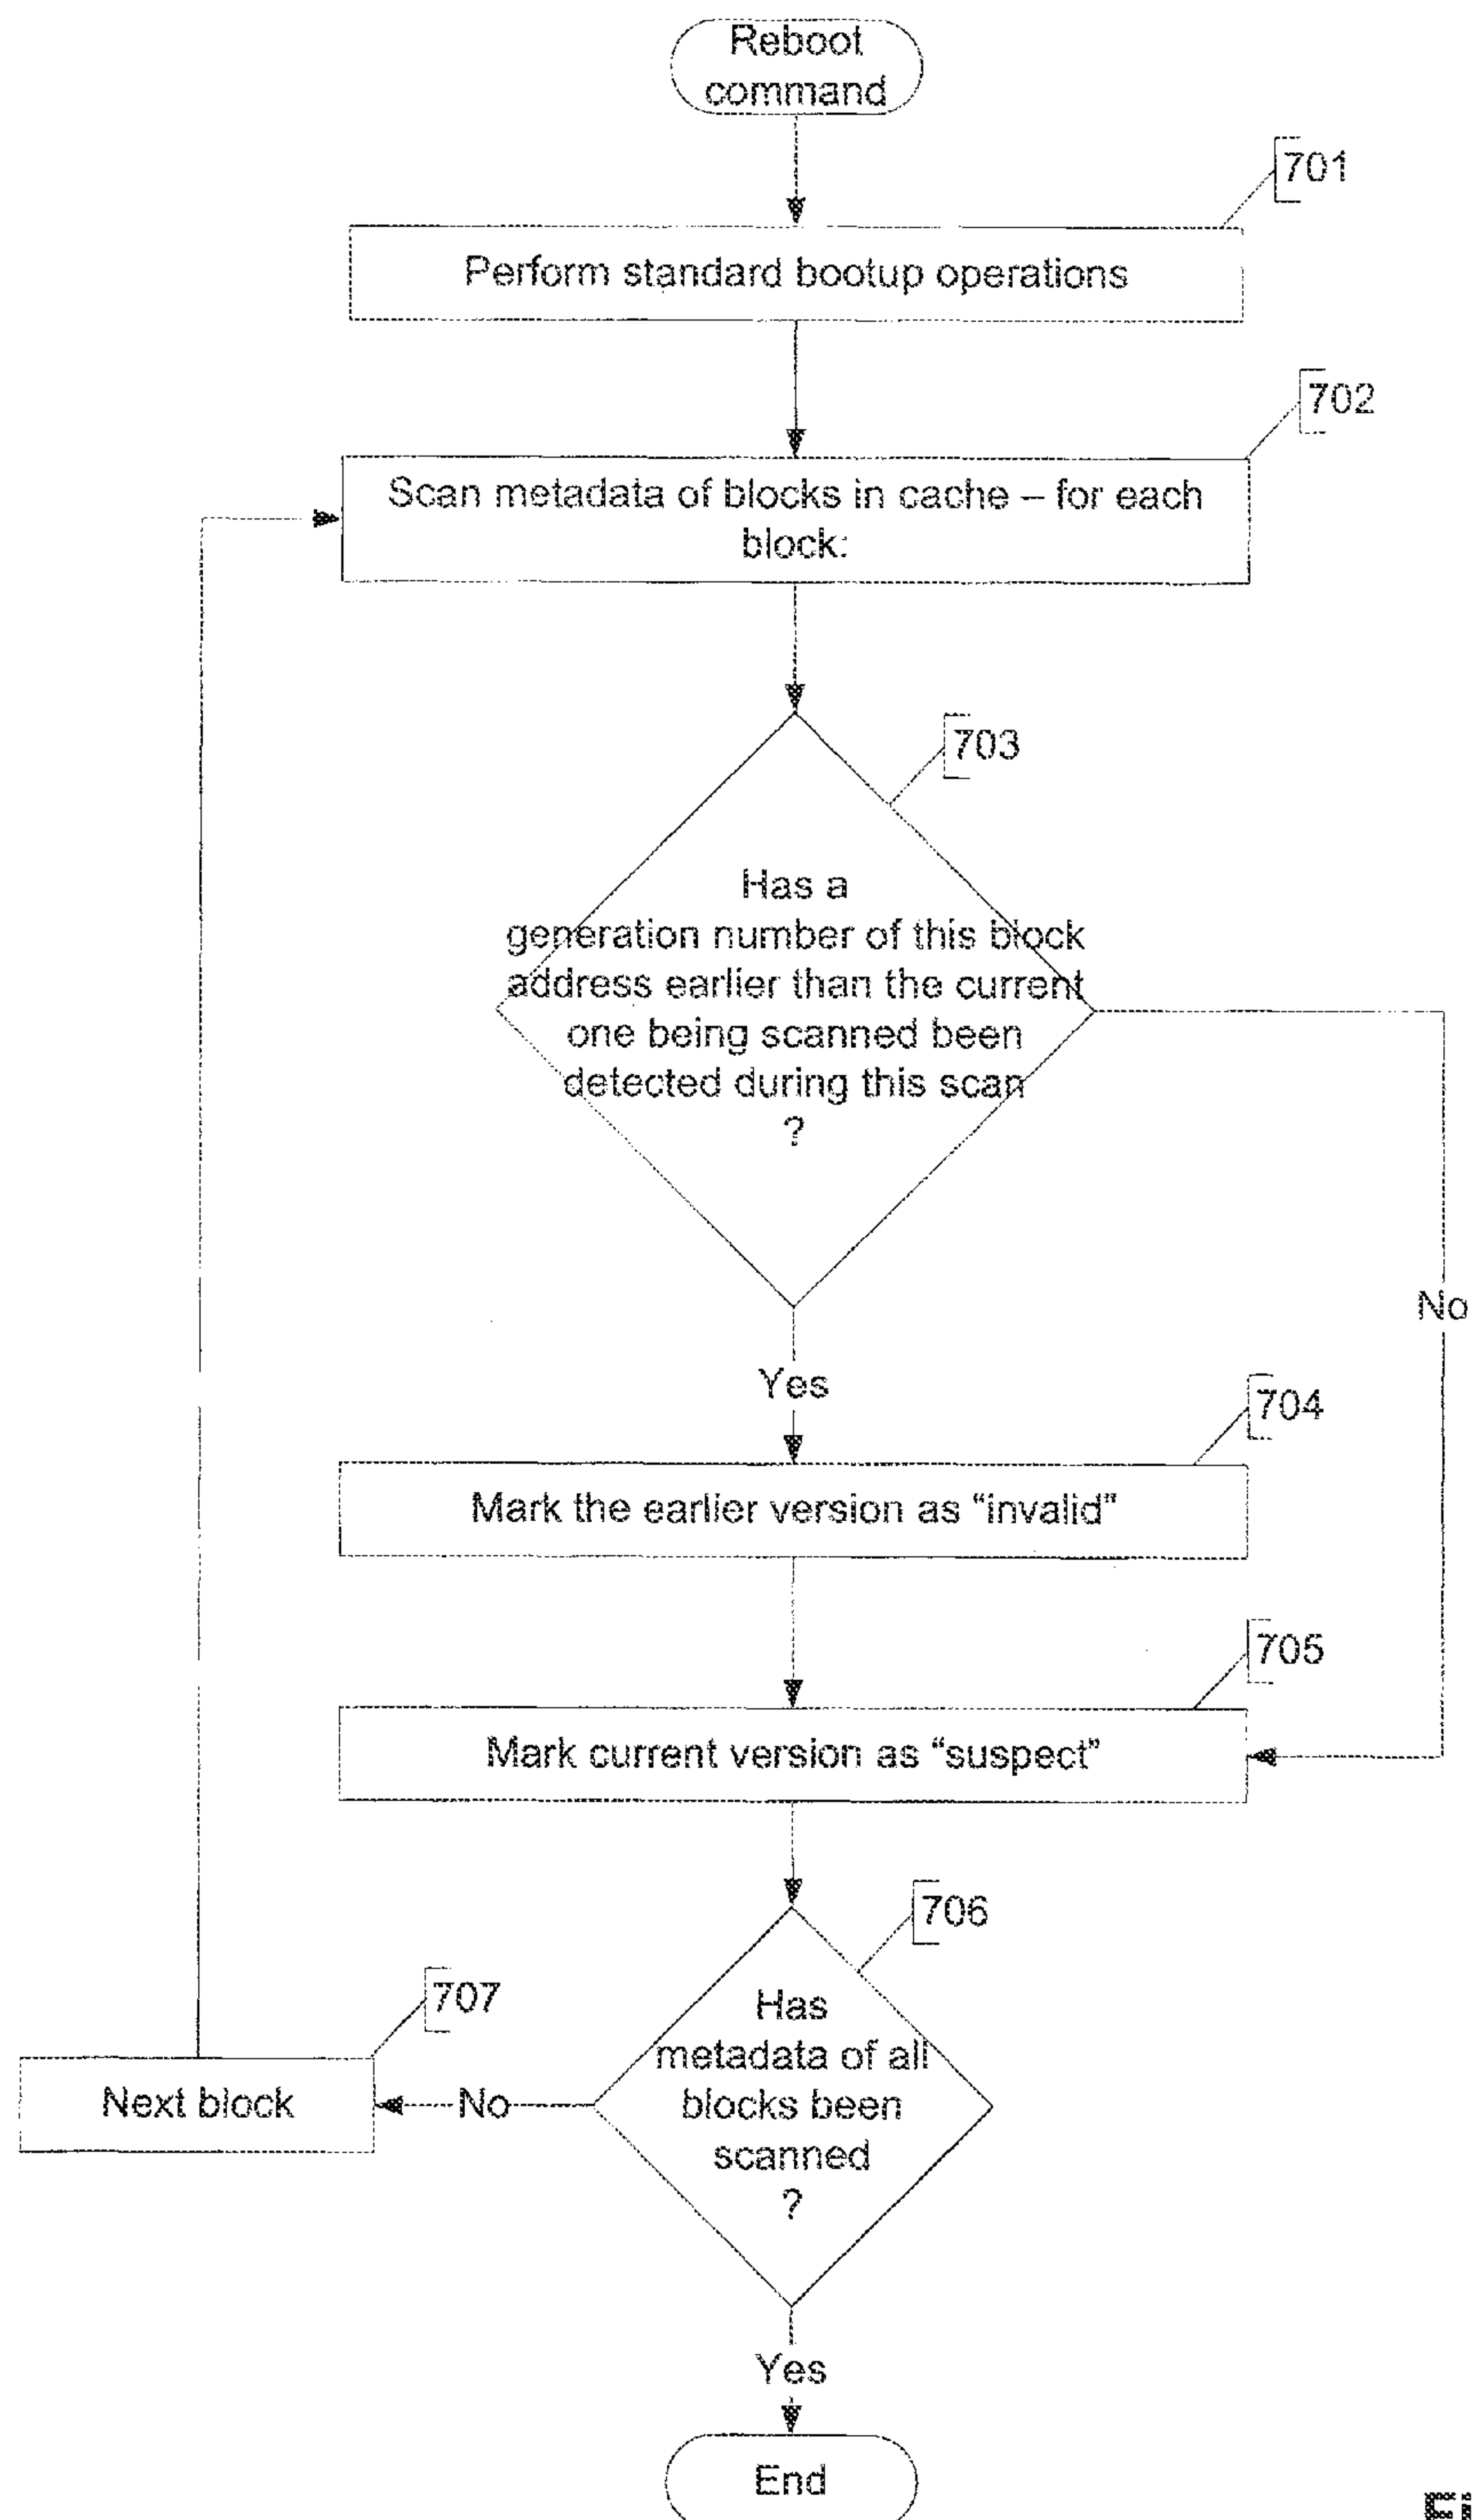 Reboot
command
701
Perform standard bootup operations
702
Scan metadata of blocks in cache – for each
block:
703
Has a
generation number of this block
address earlier than the current
one being scanned been
detected during this scan
?
No
Yes
704
Mark the earlier version as “invalid”
705
Mark current version as “suspect”
706
707
Has
metadata of all
blocks been
scanned
?
Next block
No
Yes
End